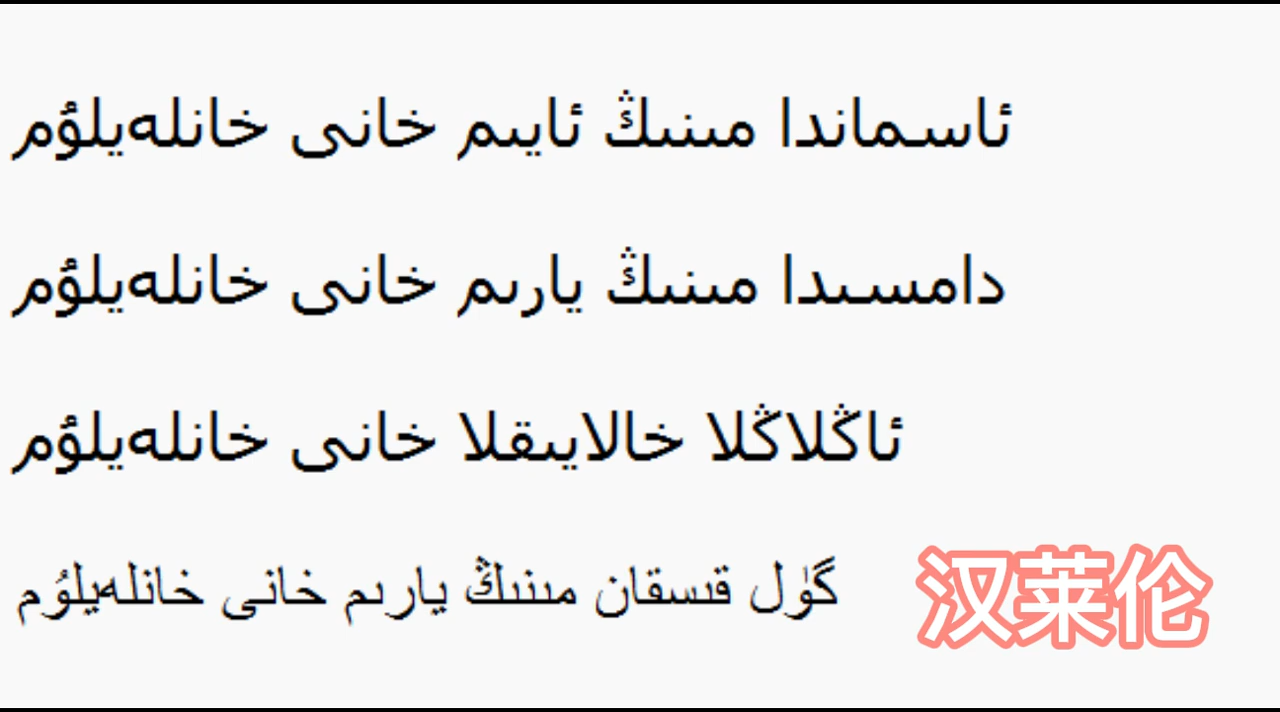 ئاسماندا مىنىڭ ئايىم خانى خانلەيلۇم
دامسىدا مىنىڭ يارىم خانى خانلەيلۇم
ئاڭلاڭلا خالايىقلا خانى خانلەيلۇم
گۈل قىسقان مىنىڭ يارىم خانى خانلەيلۇم
汉莱伦